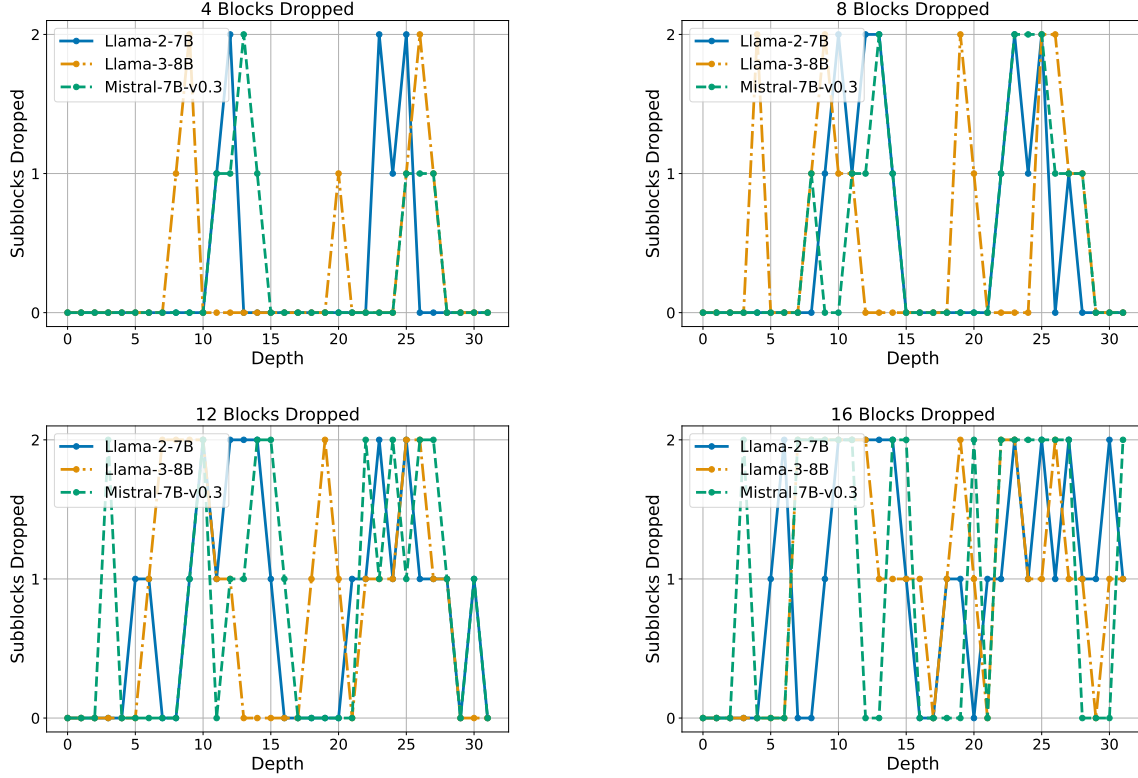 4 Blocks Dropped
Subblocks Dropped
2
1
0
Llama-2-7B
Llama-3-8B
Mistral-7B-v0.3
0 5 10 15 20 25 30
Depth
8 Blocks Dropped
Subblocks Dropped
2
1
0
Llama-2-7B
Llama-3-8B
Mistral-7B-v0.3
0 5 10 15 20 25 30
Depth
12 Blocks Dropped
Subblocks Dropped
2
1
0
Llama-2-7B
Llama-3-8B
Mistral-7B-v0.3
0 5 10 15 20 25 30
Depth
16 Blocks Dropped
Subblocks Dropped
2
1
0
Llama-2-7B
Llama-3-8B
Mistral-7B-v0.3
0 5 10 15 20 25 30
Depth